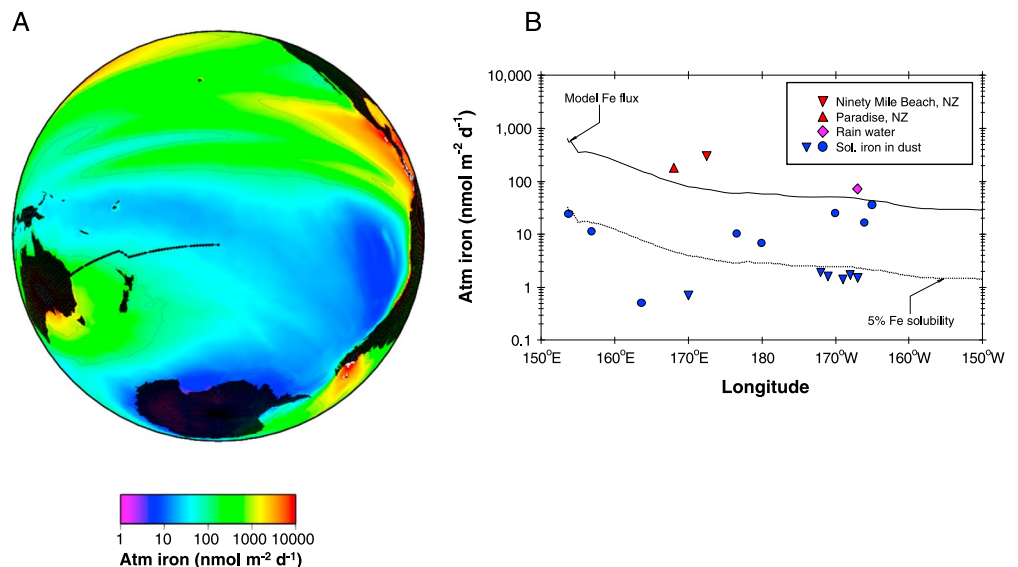 A
B
1
10
100
1000
10000
Atm iron (nmol m⁻² d⁻¹)
Atm iron (nmol m⁻² d⁻¹)
10,000
1,000
100
10
1
0.1
Model Fe flux
Ninety Mile Beach, NZ
Paradise, NZ
Rain water
Sol. iron in dust
5% Fe solubility
150°E
160°E
170°E
180
170°W
160°W
150°W
Longitude